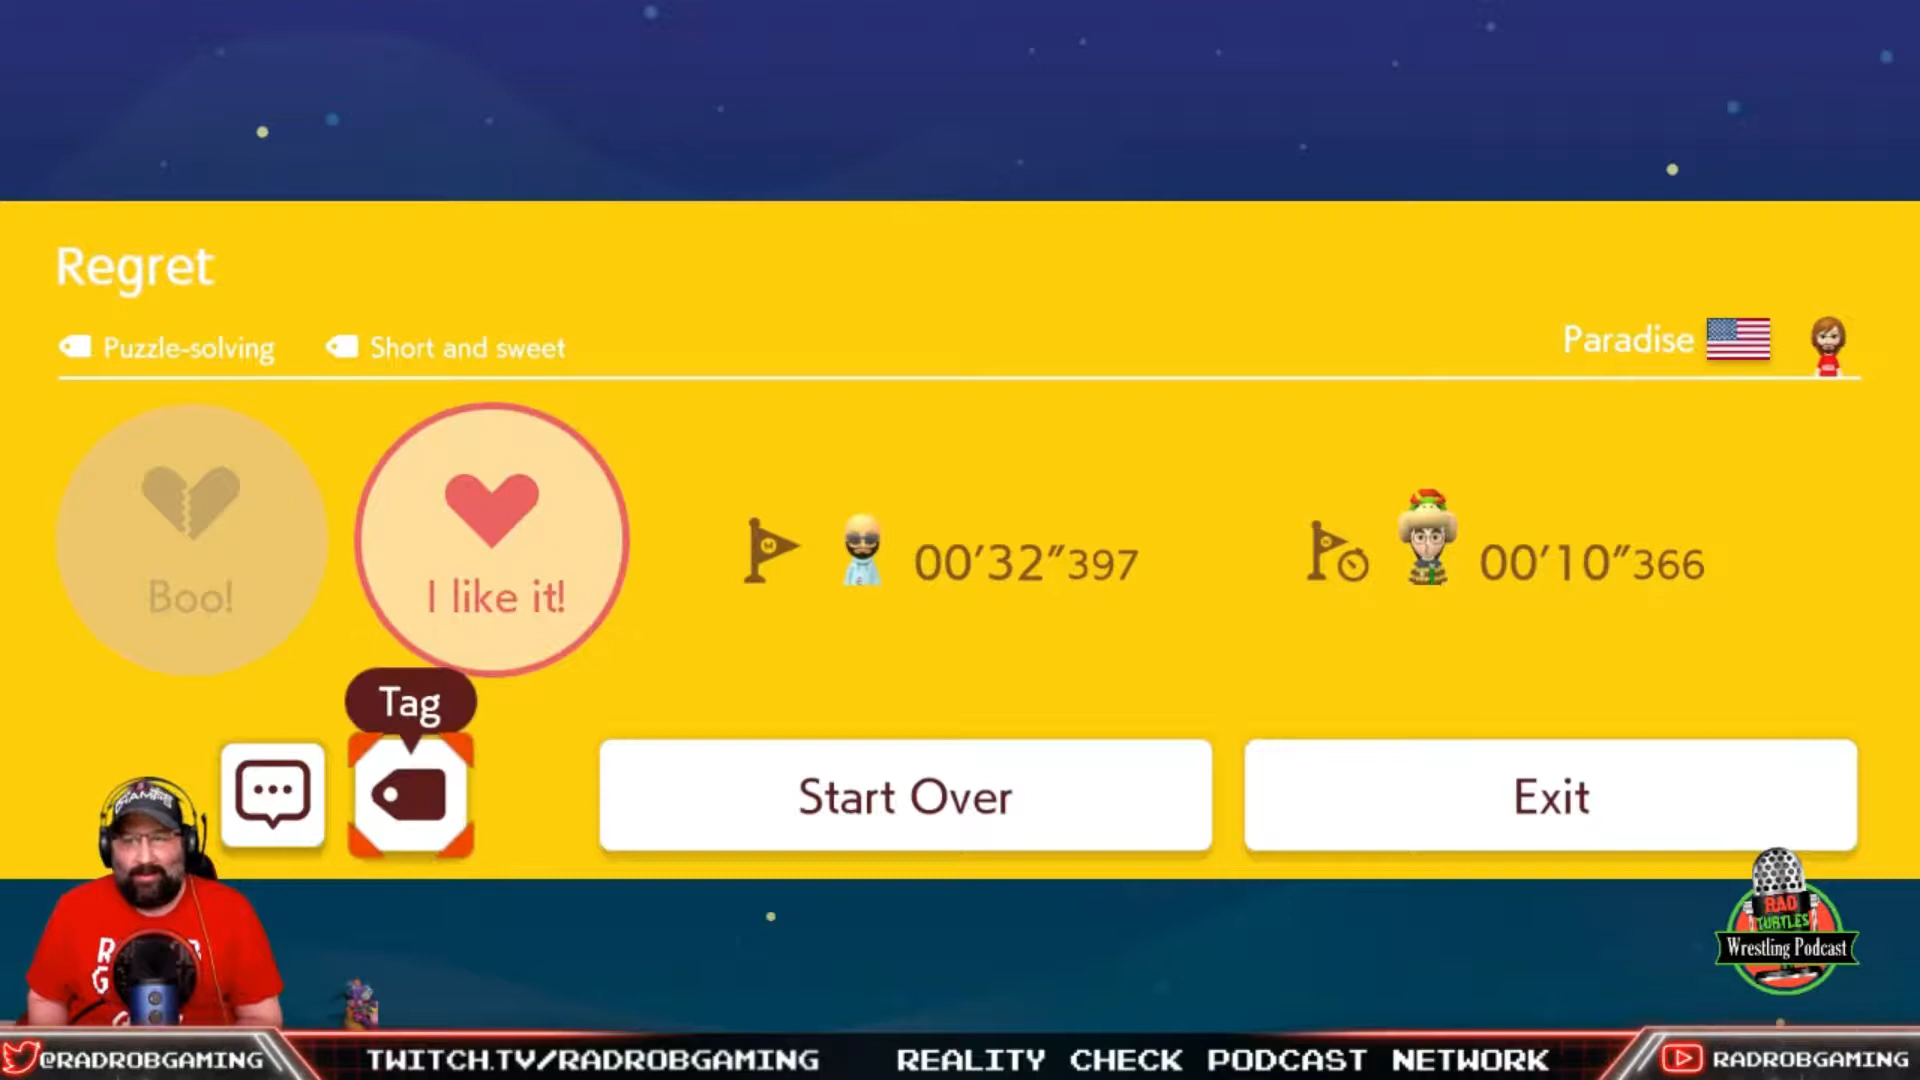 Regret
Puzzle-solving Short and sweet
Paradise
Boo!
I like it!
00'32"397
00'10"366
Tag
Start Over
Exit
RAD
TURTLES
Wrestling Podcast
@RADROBGAMING
TWITCH.TV/RADROBGAMING
REALITY CHECK PODCAST NETWORK
RADROBGAMING